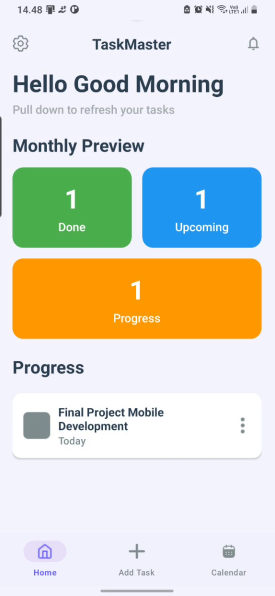 14.48
TaskMaster
Hello Good Morning
Pull down to refresh your tasks
Monthly Preview
1
Done
1
Upcoming
1
Progress
Progress
Final Project Mobile
Development
Today
Home
Add Task
Calendar